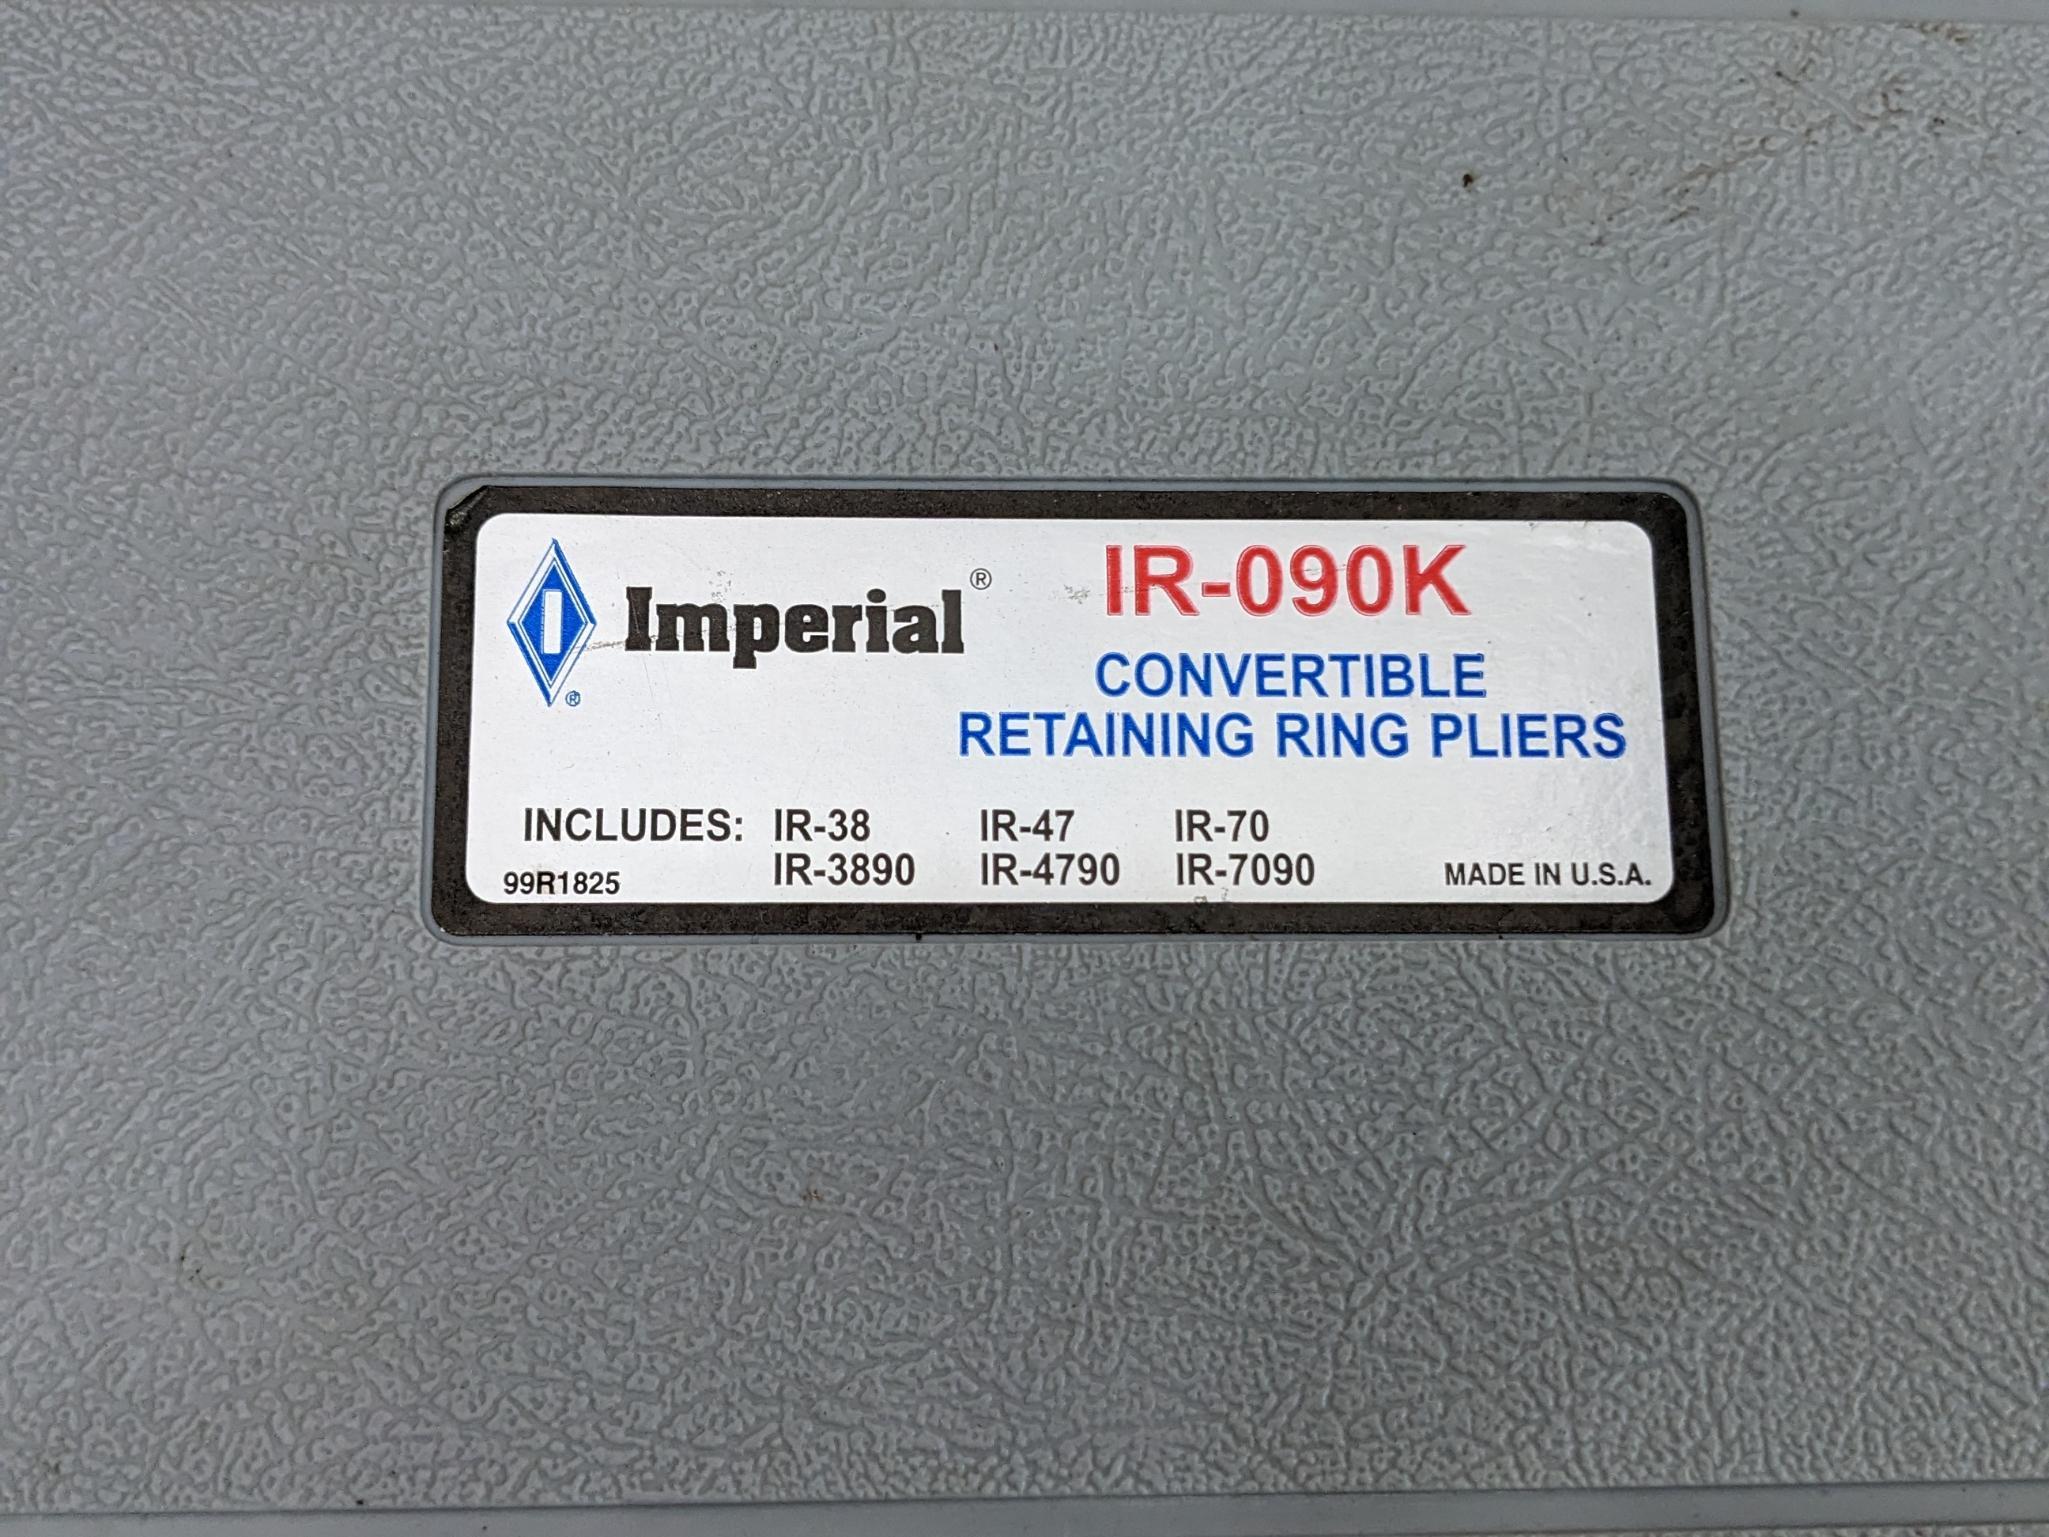 Imperial®
®
IR-090K
CONVERTIBLE
RETAINING RING PLIERS
INCLUDES: IR-38 IR-47 IR-70
IR-3890 IR-4790 IR-7090
99R1825
MADE IN U.S.A.